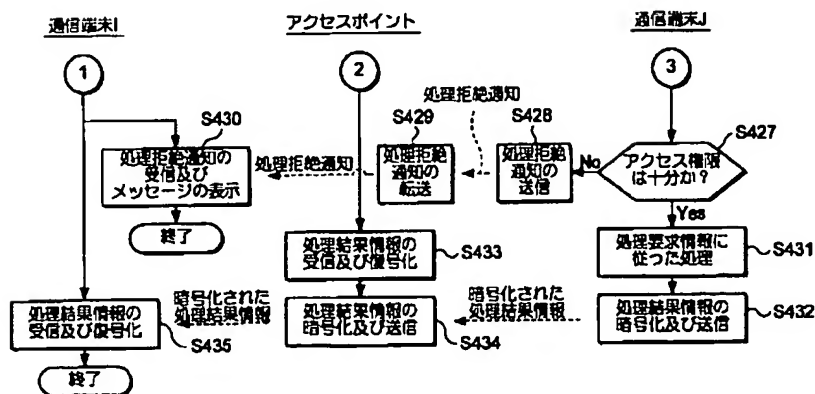 通信端末I
アクセスポイント
通信端末J
1
2
3
S430
処理拒絶通知の
受信及び
メッセージの表示
終了
処理拒絶通知
S429
処理拒絶
通知の
転送
処理拒絶通知
S428
処理拒絶
通知の
送信
No
S427
アクセス権限
は十分か?
Yes
処理要求情報に
従った処理
S431
処理結果情報の
受信及び復号化
S433
処理結果情報の
暗号化及び送信
S432
暗号化された
処理結果情報
処理結果情報の
暗号化及び送信
S434
暗号化された
処理結果情報
処理結果情報の
受信及び復号化
S435
終了